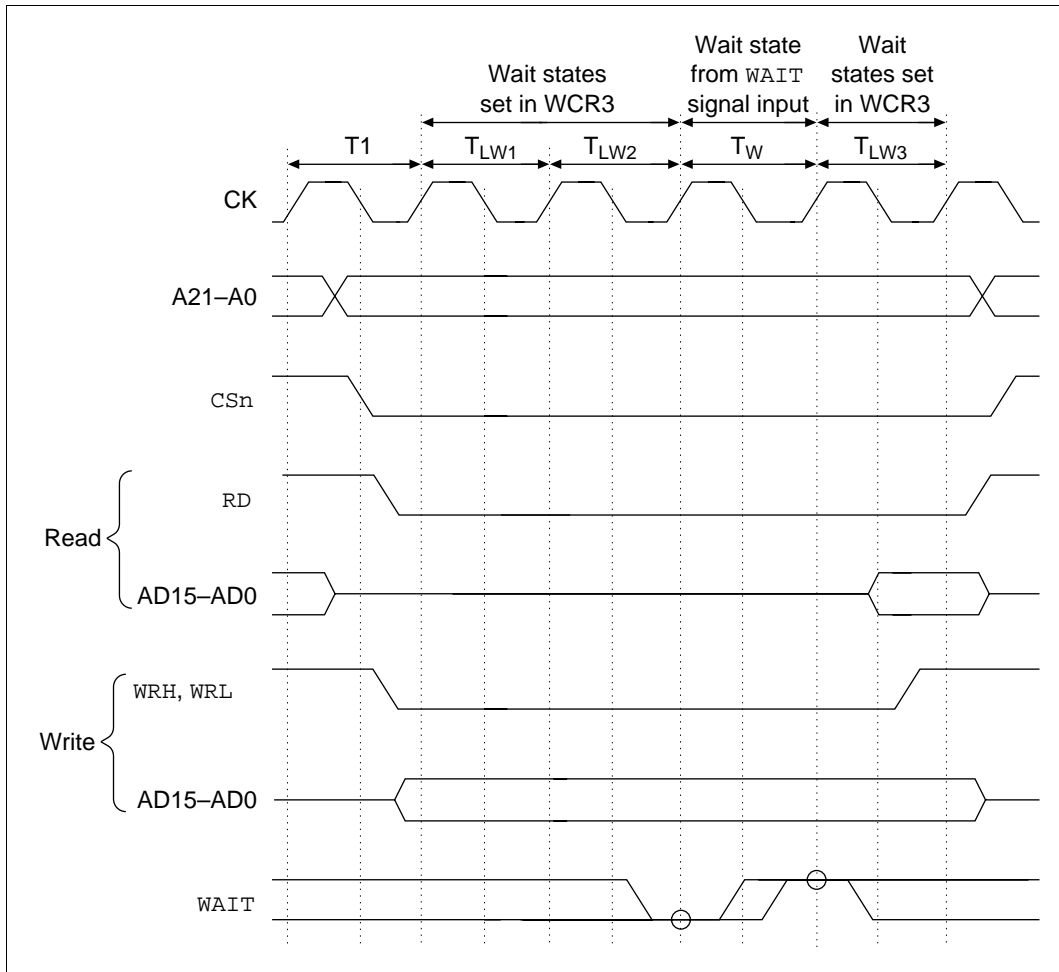 Wait states
set in WCR3
Wait state
from WAIT
signal input
Wait
states set
in WCR3
T1
TLW1
TLW2
TW
TLW3
CK
A21–A0
CSn
Read
RD
AD15–AD0
Write
WRH, WRL
AD15–AD0
WAIT